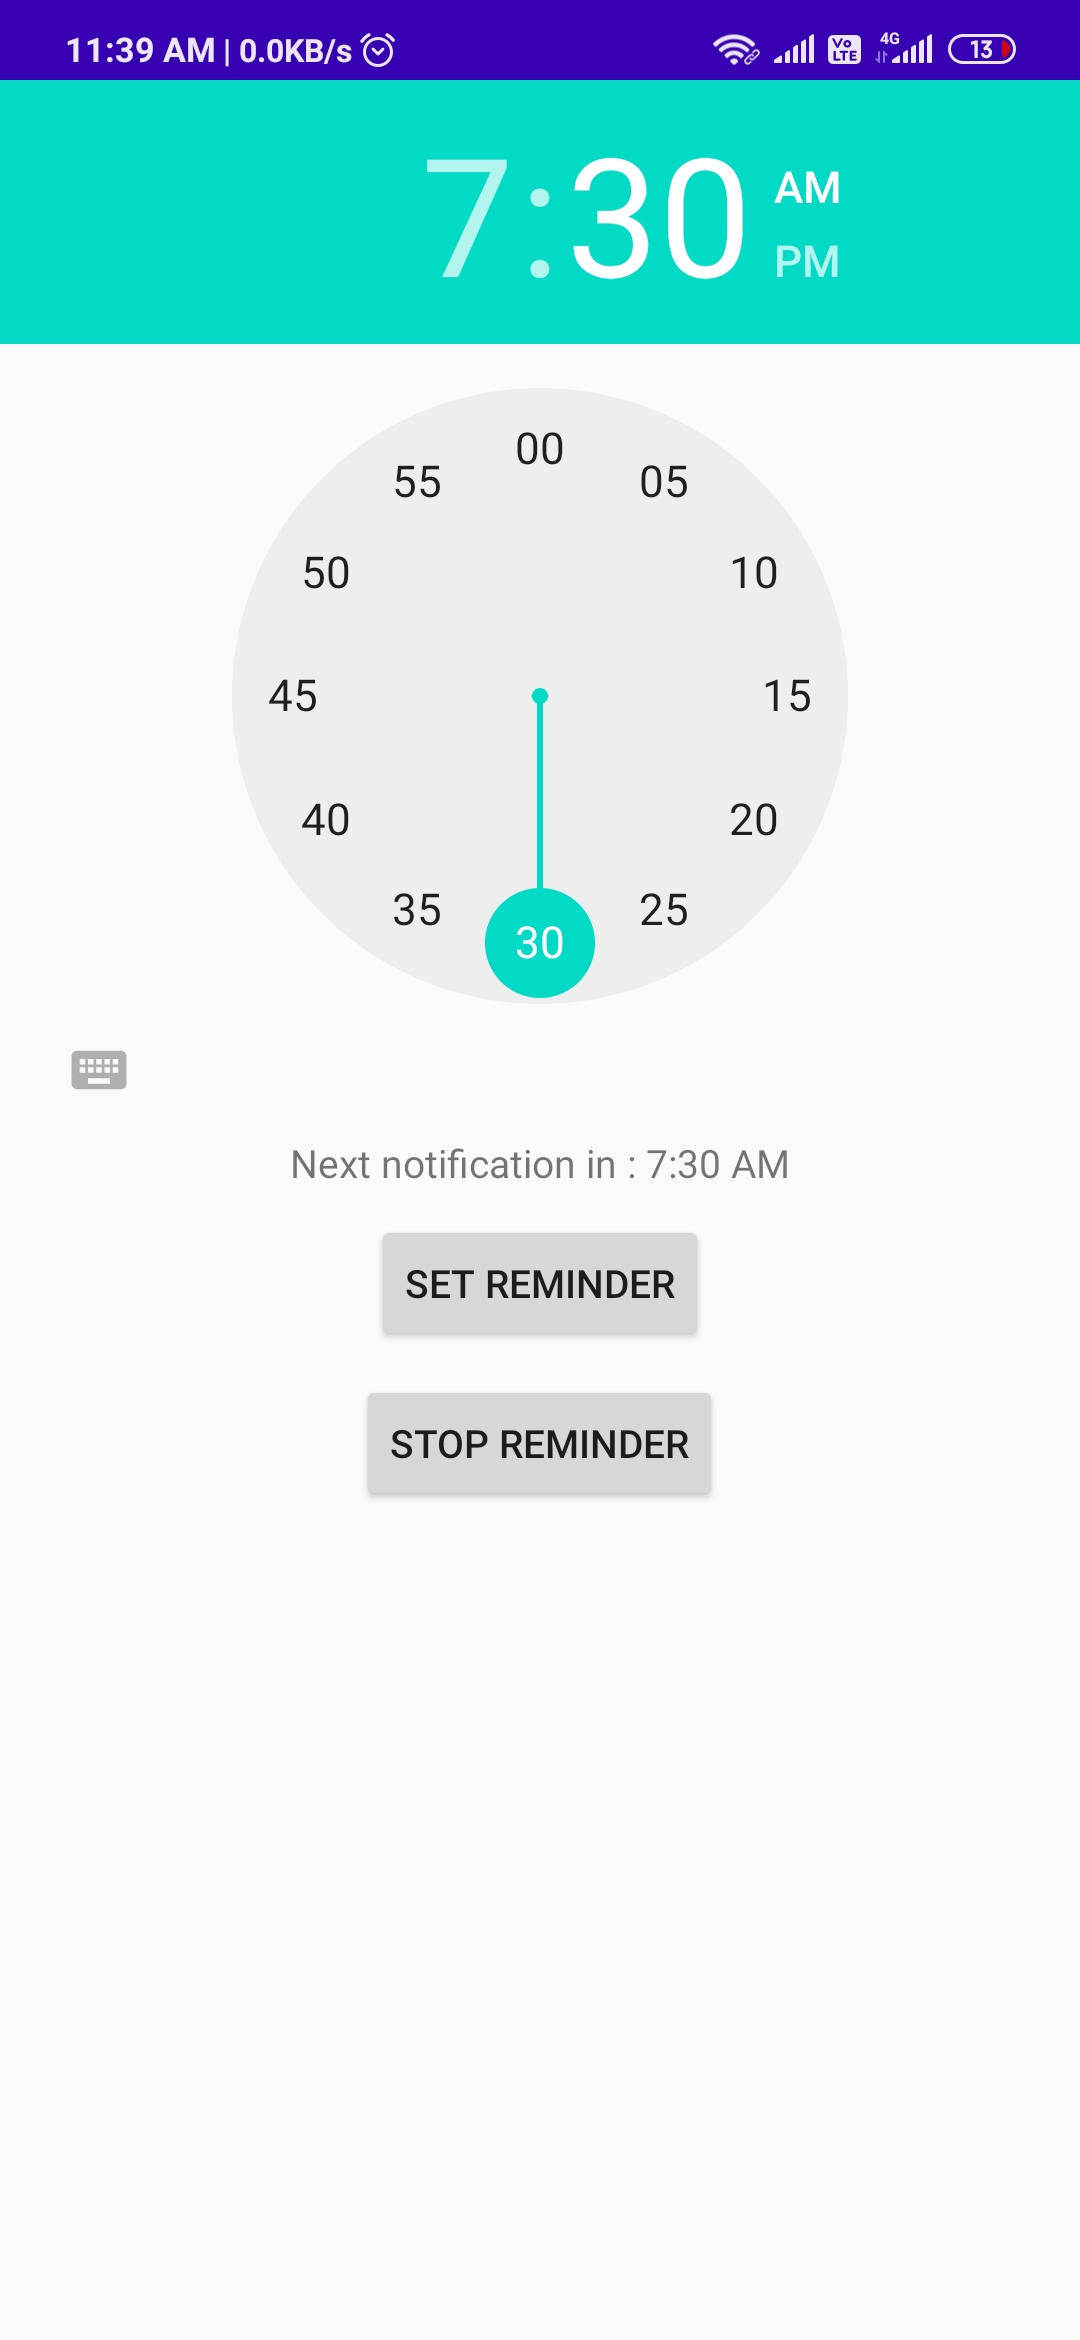 11:39 AM | 0.0KB/s Vo LTE 4G 13
7:30 AM
PM
00
55 05
50 10
45 15
40 20
35 25
30
Next notification in : 7:30 AM
SET REMINDER
STOP REMINDER